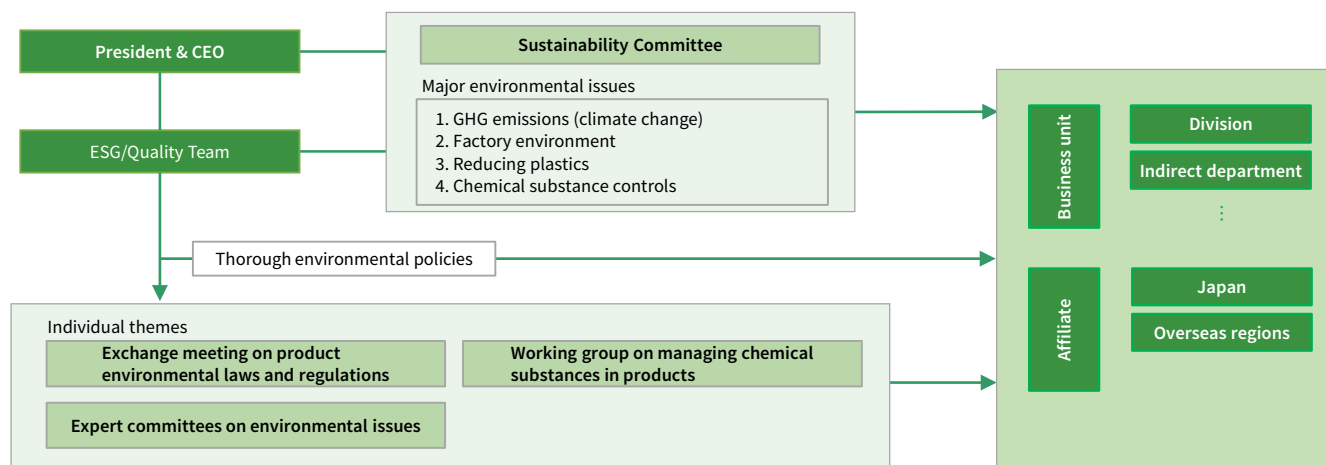 President & CEO
Sustainability Committee
Major environmental issues
1. GHG emissions (climate change)
2. Factory environment
3. Reducing plastics
4. Chemical substance controls
ESG/Quality Team
Thorough environmental policies
Individual themes
Exchange meeting on product
environmental laws and regulations
Working group on managing chemical
substances in products
Expert committees on environmental issues
Business unit
Division
Indirect department
⋮
Affiliate
Japan
Overseas regions